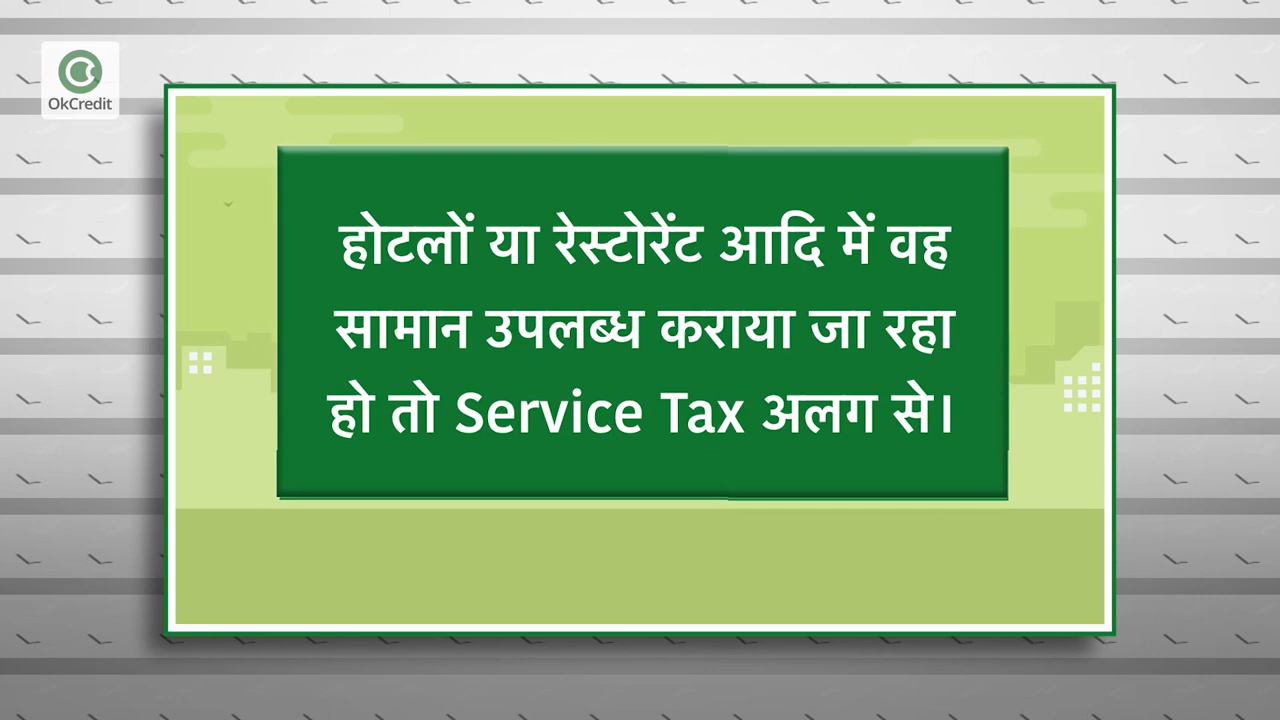 OkCredit
होटलों या रेस्टोरेंट आदि में वह
सामान उपलब्ध कराया जा रहा
हो तो Service Tax अलग से।